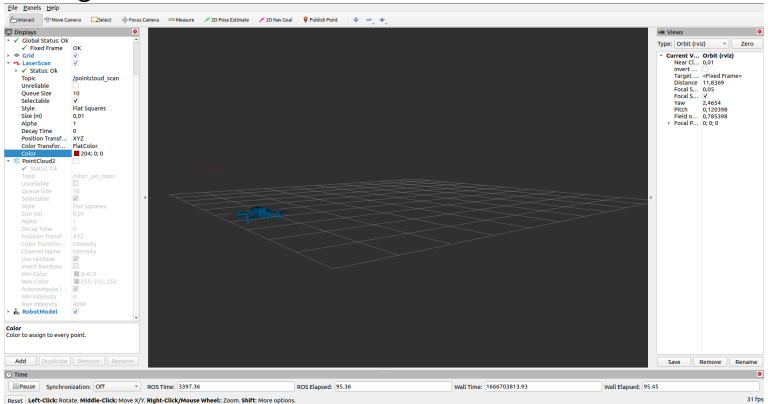 File Panels Help
Interact Move Camera Select Focus Camera Measure 2D Pose Estimate 2D Nav Goal Publish Point
Displays
Global Status: Ok
Fixed Frame OK
Grid
LaserScan
Status: Ok
Topic /pointcloud_scan
Unreliable
Queue Size 10
Selectable
Style Flat Squares
Size (m) 0,01
Alpha 1
Decay Time 0
Position Transf... XYZ
Color Transfor... FlatColor
Color 204; 0; 0
PointCloud2
Status: Ok
Topic /obs1_pcl_topic
Unreliable
Queue Size 10
Selectable
Style Flat Squares
Size (m) 0,01
Alpha 1
Decay Time 0
Position Transf... XYZ
Color Transfor... Intensity
Channel Name intensity
Use rainbow
Invert Rainbow
Min Color 0; 0; 0
Max Color 255; 255; 255
Autocompute I...
Min Intensity 0
Max Intensity 4096
RobotModel
Color
Color to assign to every point.
Add Duplicate Remove Rename
Views
Type: Orbit (rviz) Zero
Current V... Orbit (rviz)
Near Cl... 0,01
Invert ...
Target ... <Fixed Frame>
Distance 11,8369
Focal S... 0,05
Focal S...
Yaw 2,4654
Pitch 0,120398
Field o... 0,785398
Focal P... 0; 0; 0
Save Remove Rename
Time
Pause Synchronization: Off ROS Time: 3397.36 ROS Elapsed: 95.36 Wall Time: 1666703813.93 Wall Elapsed: 95.45
Reset Left-Click: Rotate. Middle-Click: Move X/Y. Right-Click/Mouse Wheel: Zoom. Shift: More options. 31 fps